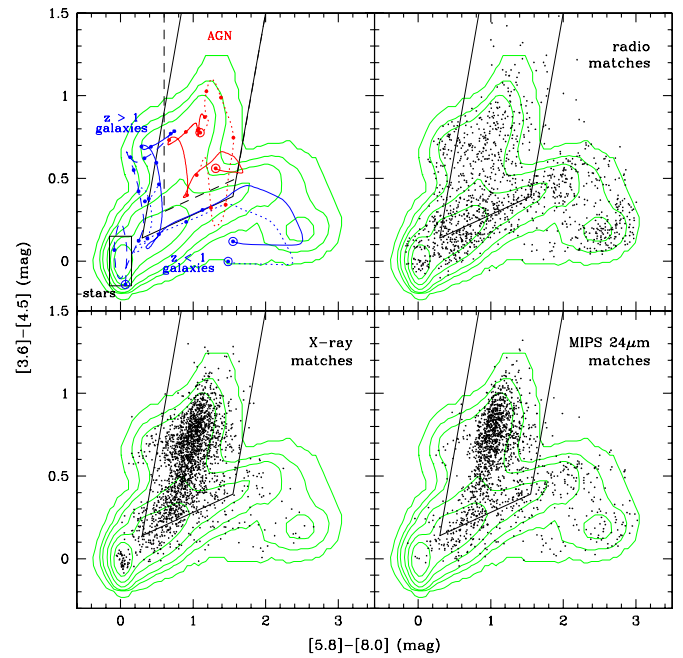 1.5
AGN
radio
matches
z > 1
galaxies
1
0.5
z < 1
galaxies
0
stars
[3.6]−[4.5] (mag)
1.5
X−ray
matches
MIPS 24μm
matches
1
0.5
0
0 1 2 3
0 1 2 3
[5.8]−[8.0] (mag)